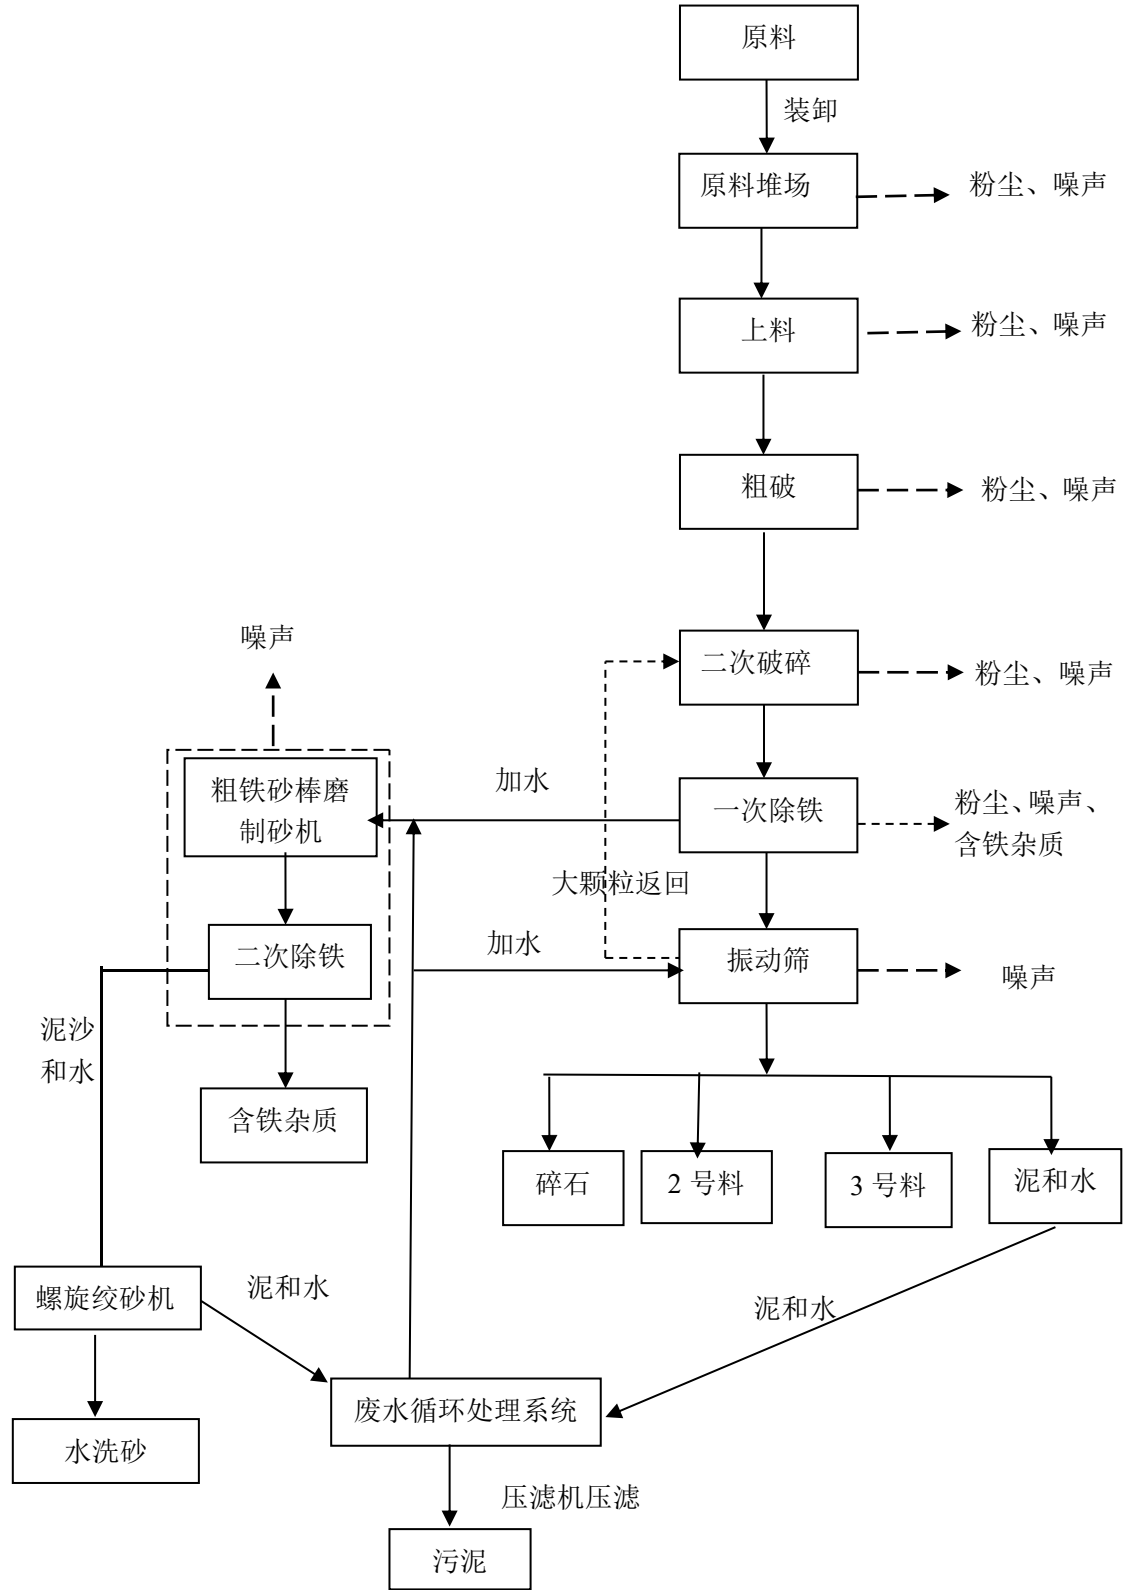 原料
装卸
原料堆场
粉尘、噪声
上料
粉尘、噪声
粗破
粉尘、噪声
噪声
二次破碎
粉尘、噪声
粗铁砂棒磨
制砂机
加水
一次除铁
粉尘、噪声、
含铁杂质
大颗粒返回
二次除铁
加水
振动筛
噪声
泥沙
和水
含铁杂质
碎石
2 号料
3 号料
泥和水
螺旋绞砂机
泥和水
泥和水
废水循环处理系统
水洗砂
压滤机压滤
污泥